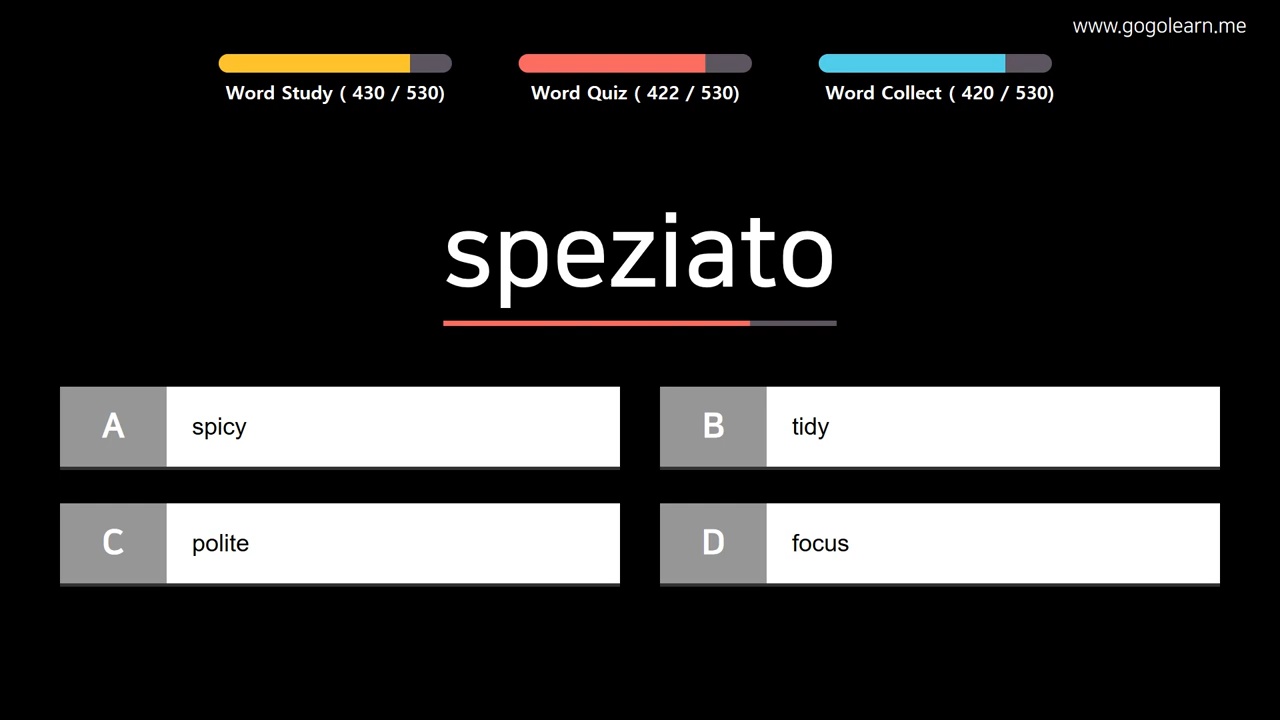 www.gogolearn.me
Word Study ( 430 / 530)
Word Quiz ( 422 / 530)
Word Collect ( 420 / 530)
speziato
A spicy
B tidy
C polite
D focus